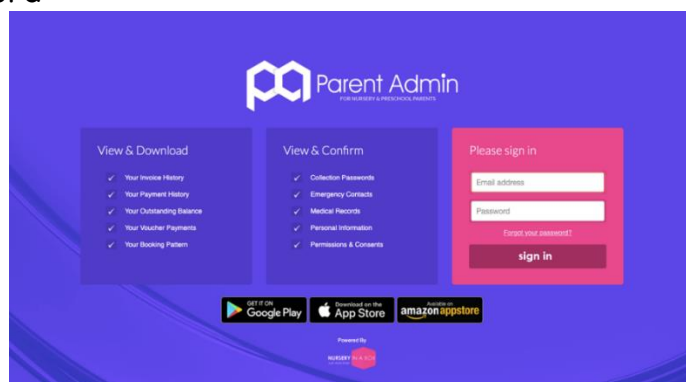 Parent Admin
FOR NURSERY & PRESCHOOL PARENTS
View & Download
Your Invoice History
Your Payment History
Your Outstanding Balance
Your Voucher Payments
Your Booking Pattern
View & Confirm
Collection Passwords
Emergency Contacts
Medical Records
Personal Information
Permissions & Consents
Please sign in
Email address
Password
Forgot your password?
sign in
GET IT ON
Google Play
Download on the
App Store
Available on
amazon appstore
Powered By
NURSERY IN A BOX